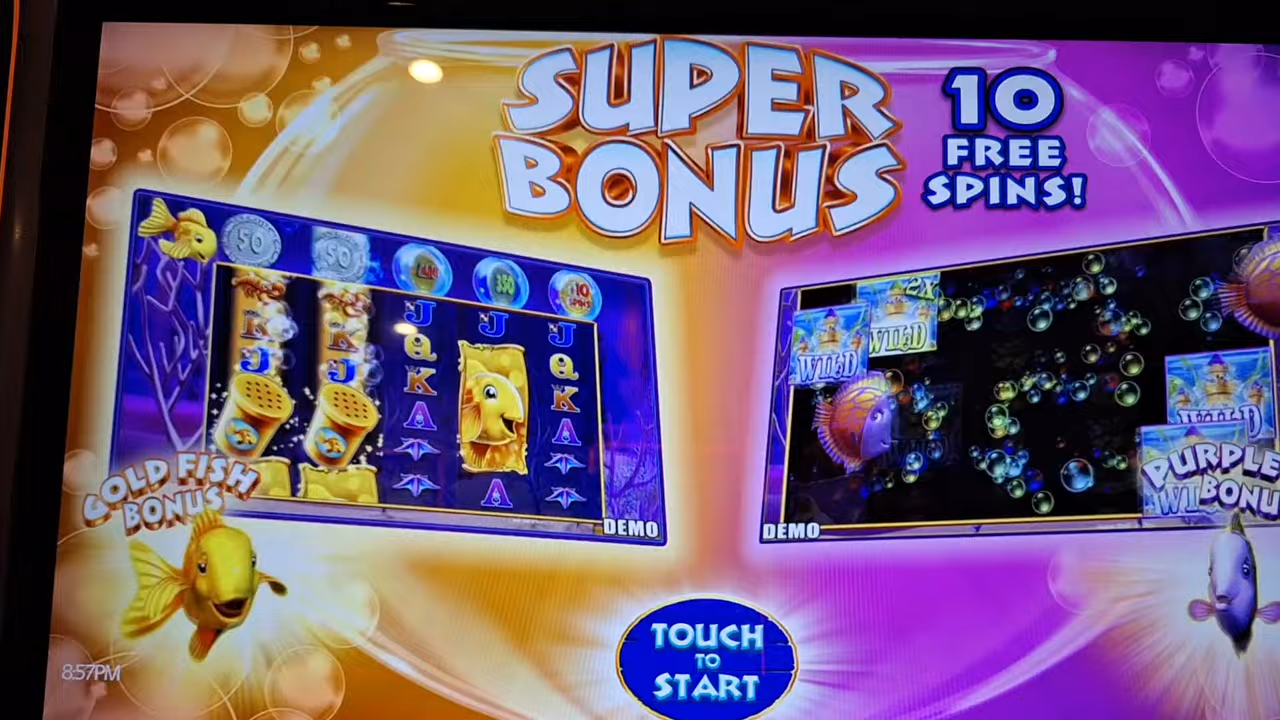 SUPER
BONUS
10
FREE
SPINS!
50
50
350
+10
SPINS
K
J
K
J
J
Q
K
A
J
A
J
Q
K
A
DEMO
GOLD FISH
BONUS
WILD
2X
WILD
WILD
PURPLE
BONU
DEMO
TOUCH
TO
START
8:57PM